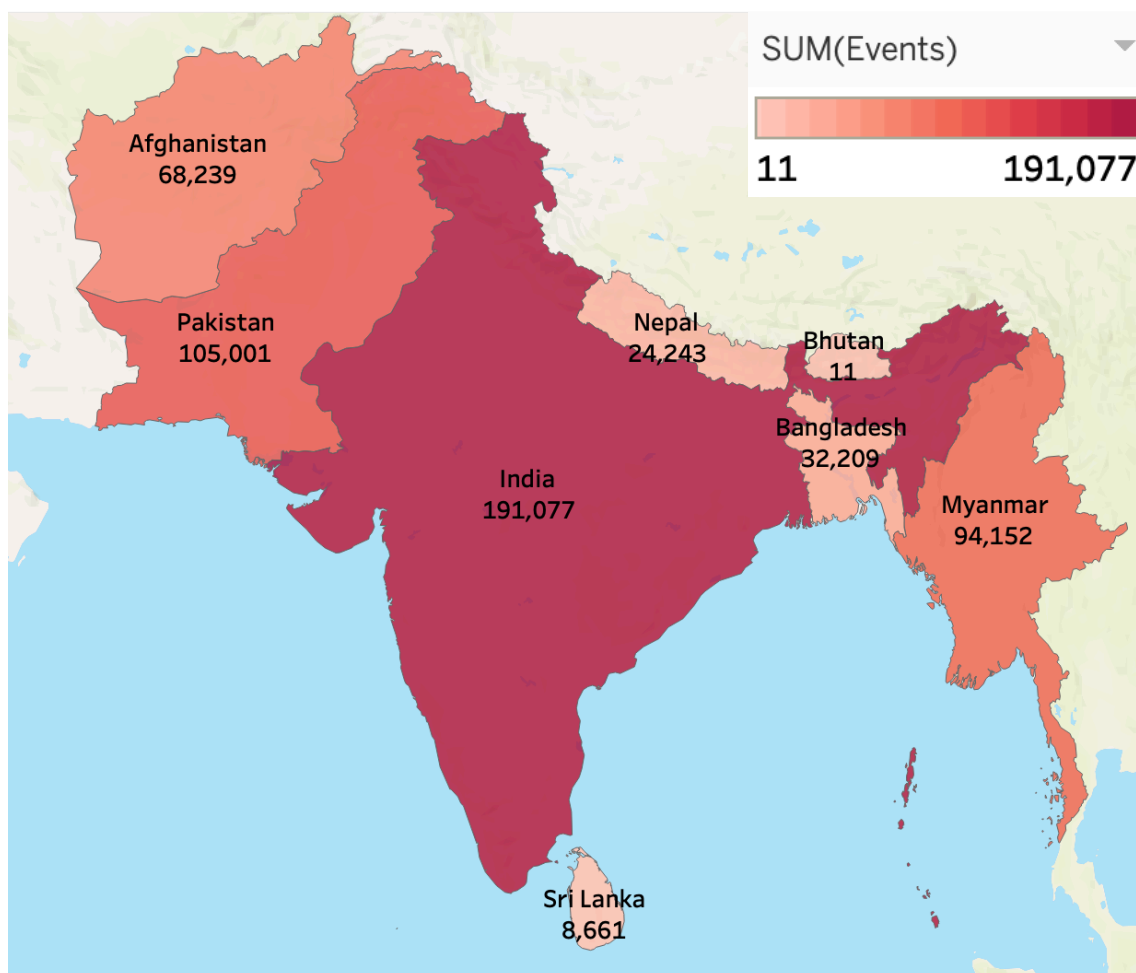 SUM(Events)
11 191,077
Afghanistan
68,239
Pakistan
105,001
Nepal
24,243
Bhutan
11
Bangladesh
32,209
India
191,077
Myanmar
94,152
Sri Lanka
8,661